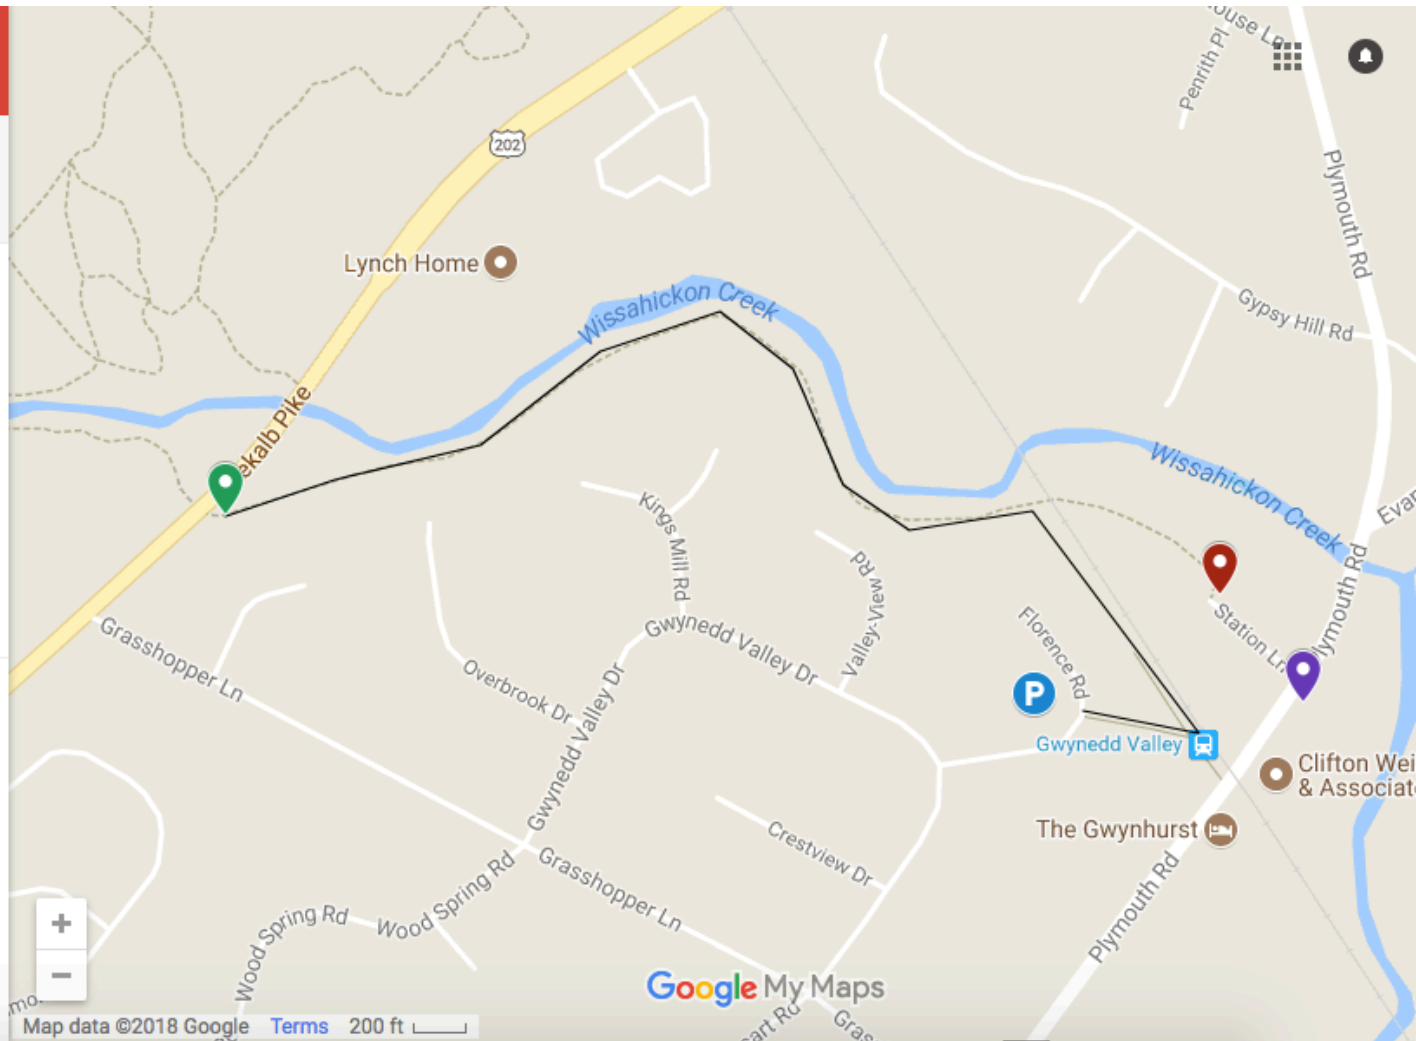 Penrith Pl
Plymouth Rd
202
Lynch Home
Wissahickon Creek
Gypsy Hill Rd
ekalb Pike
Wissahickon Creek
Kings Mill Rd
Valley-View Rd
Plymouth Rd
Station Ln
Florence Rd
Grasshopper Ln
Gwynedd Valley Dr
Overbrook Dr
Gwynedd Valley Dr
P
Gwynedd Valley
Clifton Wei
& Associat
The Gwynhurst
Crestview Dr
Grasshopper Ln
Wood Spring Rd
Wood Spring Rd
Plymouth Rd
+
−
Google My Maps
Map data ©2018 Google Terms 200 ft